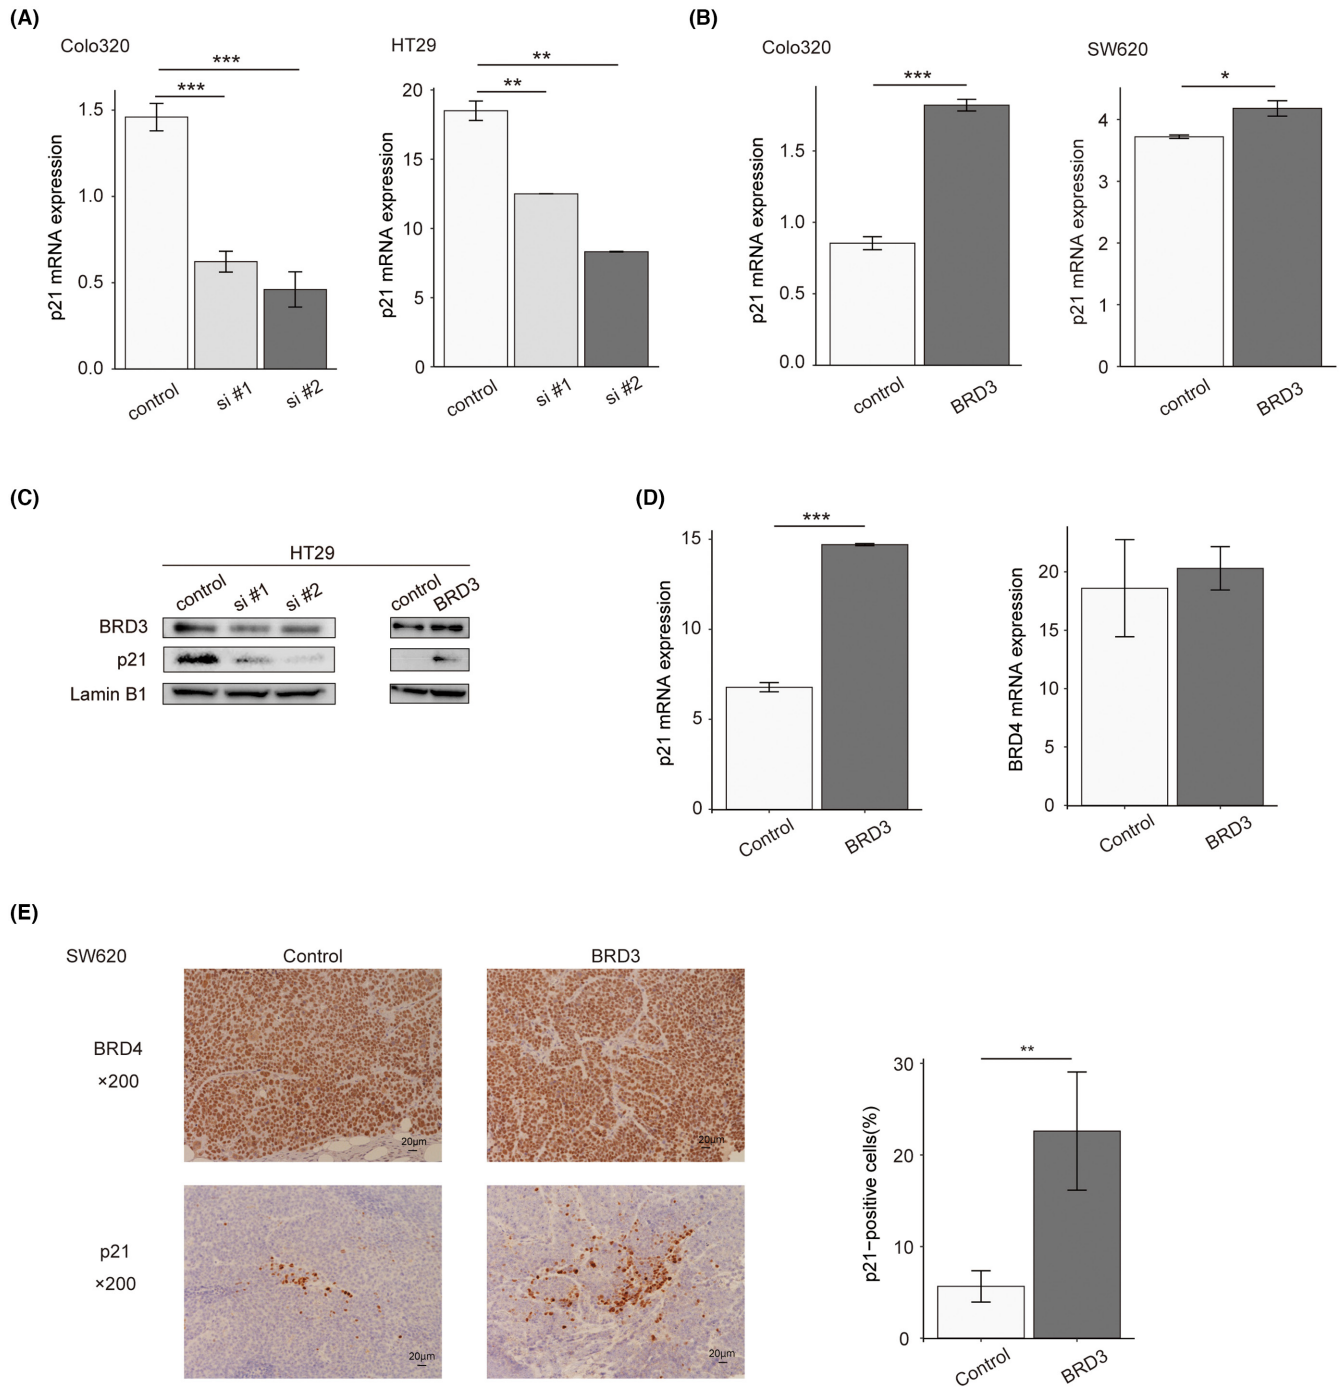 (A)
Colo320
***
***
p21 mRNA expression
1.5
1.0
0.5
0.0
control
si #1
si #2
HT29
**
**
p21 mRNA expression
20
15
10
5
0
control
si #1
si #2
(B)
Colo320
***
p21 mRNA expression
1.5
1.0
0.5
0.0
control
BRD3
SW620
*
p21 mRNA expression
4
3
2
1
0
control
BRD3
(C)
HT29
control
si #1
si #2
control
BRD3
BRD3
p21
Lamin B1
(D)
***
p21 mRNA expression
15
10
5
0
Control
BRD3
BRD4 mRNA expression
20
15
10
5
0
Control
BRD3
(E)
SW620
Control
BRD3
BRD4
×200
20μm
20μm
p21
×200
20μm
20μm
**
p21−positive cells(%)
30
20
10
0
Control
BRD3